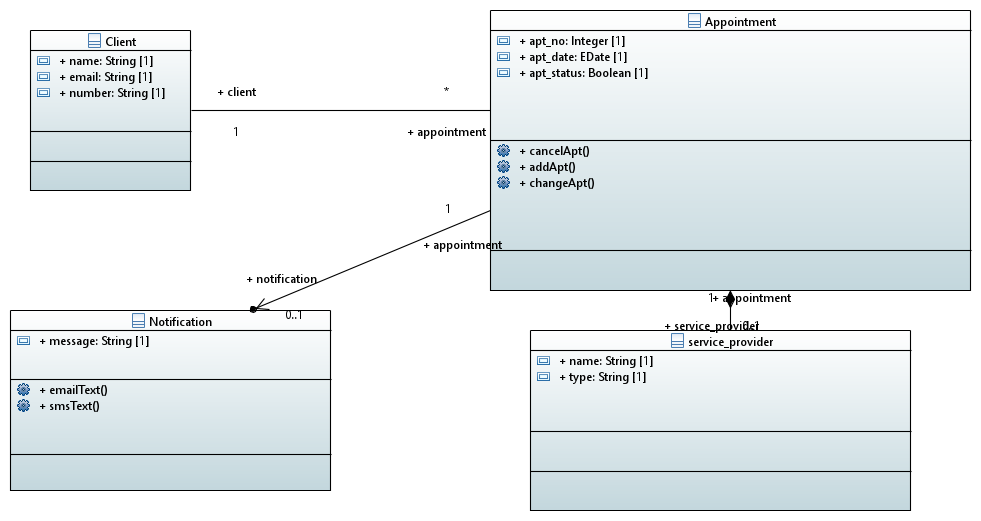 Client
+ name: String [1]
+ email: String [1]
+ number: String [1]
+ client
*
1
+ appointment
Appointment
+ apt_no: Integer [1]
+ apt_date: EDate [1]
+ apt_status: Boolean [1]
+ cancelApt()
+ addApt()
+ changeApt()
1
+ appointment
+ notification
0..1
Notification
+ message: String [1]
+ emailText()
+ smsText()
1
+ appointment
+ service_provider
0..1
service_provider
+ name: String [1]
+ type: String [1]